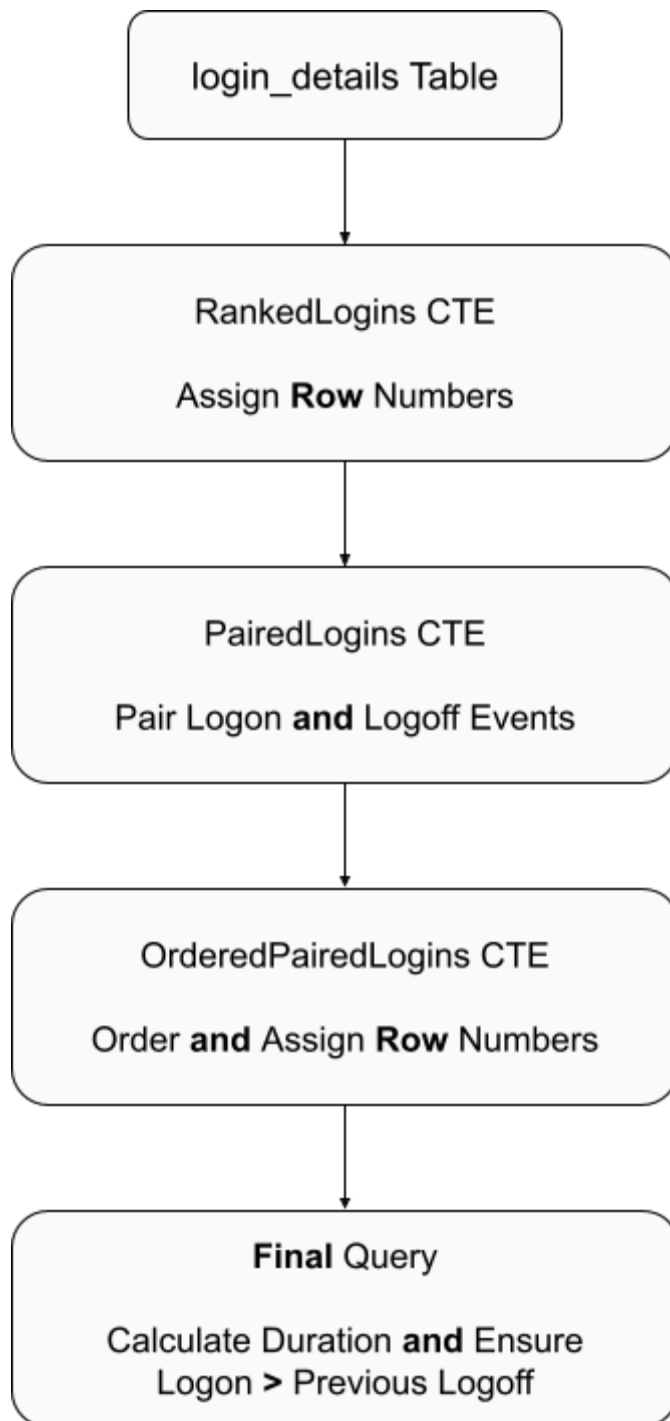 login_details Table
RankedLogins CTE
Assign Row Numbers
PairedLogins CTE
Pair Logon and Logoff Events
OrderedPairedLogins CTE
Order and Assign Row Numbers
Final Query
Calculate Duration and Ensure
Logon > Previous Logoff